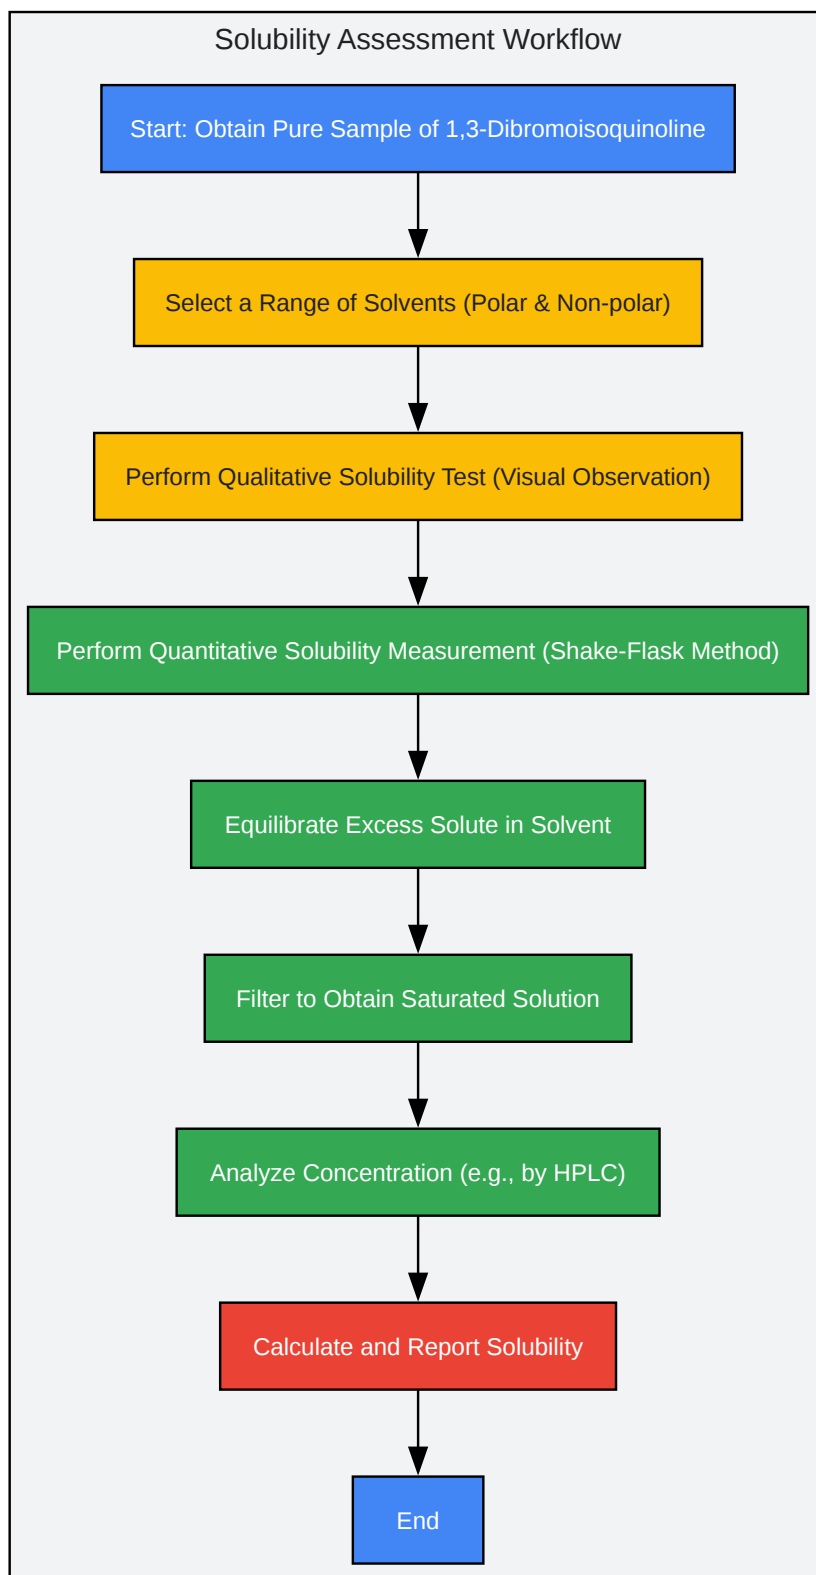 Solubility Assessment Workflow
Start: Obtain Pure Sample of 1,3-Dibromoisoquinoline
Select a Range of Solvents (Polar & Non-polar)
Perform Qualitative Solubility Test (Visual Observation)
Perform Quantitative Solubility Measurement (Shake-Flask Method)
Equilibrate Excess Solute in Solvent
Filter to Obtain Saturated Solution
Analyze Concentration (e.g., by HPLC)
Calculate and Report Solubility
End